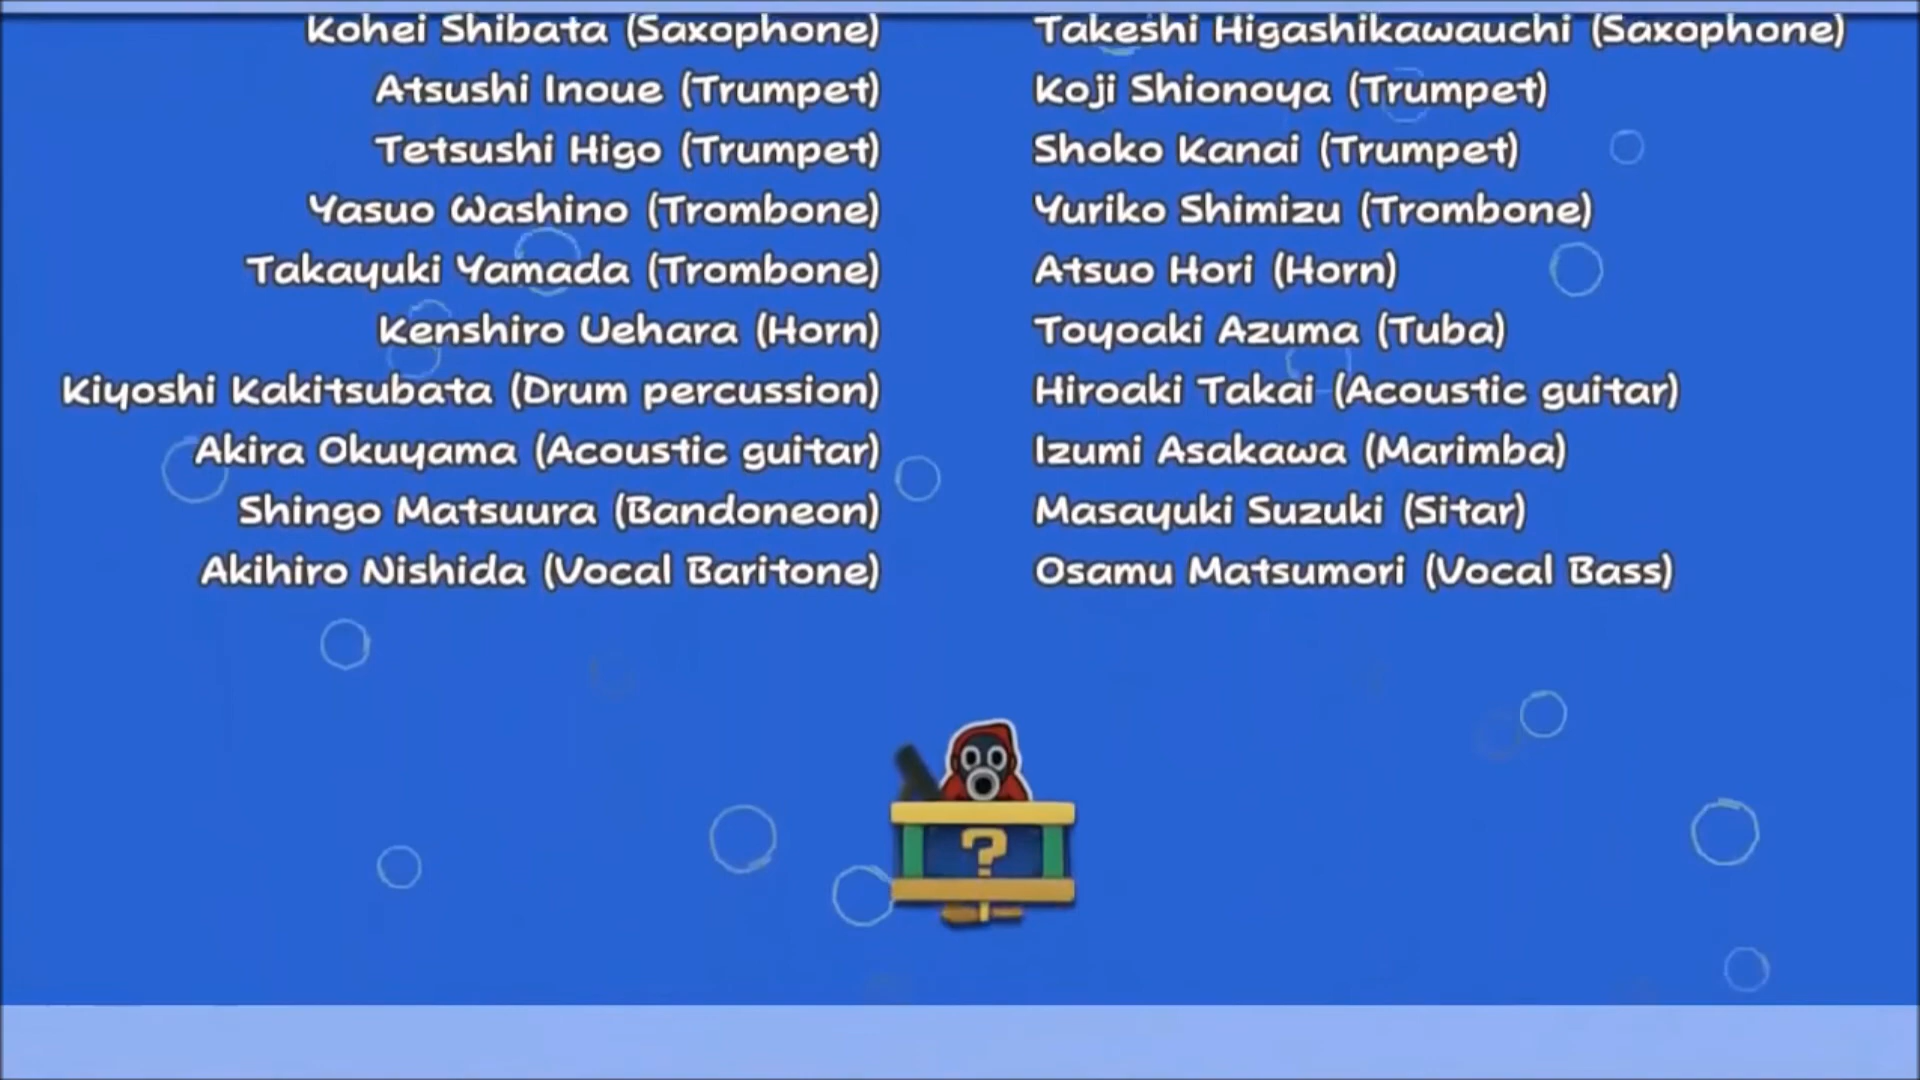 Kohei Shibata (Saxophone) Takeshi Higashikawauchi (Saxophone)
Atsushi Inoue (Trumpet) Koji Shionoya (Trumpet)
Tetsushi Higo (Trumpet) Shoko Kanai (Trumpet)
Yasuo Washino (Trombone) Yuriko Shimizu (Trombone)
Takayuki Yamada (Trombone) Atsuo Hori (Horn)
Kenshiro Uehara (Horn) Toyoaki Azuma (Tuba)
Kiyoshi Kakitsubata (Drum percussion) Hiroaki Takai (Acoustic guitar)
Akira Okuyama (Acoustic guitar) Izumi Asakawa (Marimba)
Shingo Matsuura (Bandoneon) Masayuki Suzuki (Sitar)
Akihiro Nishida (Vocal Baritone) Osamu Matsumori (Vocal Bass)
?